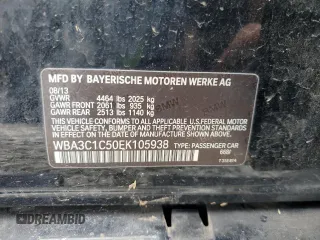 MFD BY BAYERISCHE MOTOREN WERKE AG
08/13
GVWR 4464 lbs 2025 kg
GAWR FRONT 2061 lbs 935 kg
GAWR REAR 2513 lbs 1140 kg
THIS VEHICLE CONFORMS TO ALL APPLICABLE
FEDERAL MOTOR VEHICLE SAFETY, BUMPER,
AND THEFT PREVENTION STANDARDS IN EFFECT
ON THE DATE OF MANUFACTURE SHOWN ABOVE.
WBA3C1C50EK105938 TYPE: PASSENGER CAR